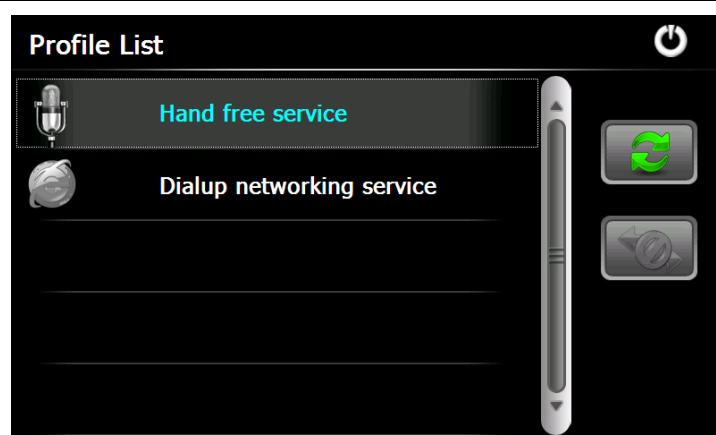 Profile List
Hand free service
Dialup networking service